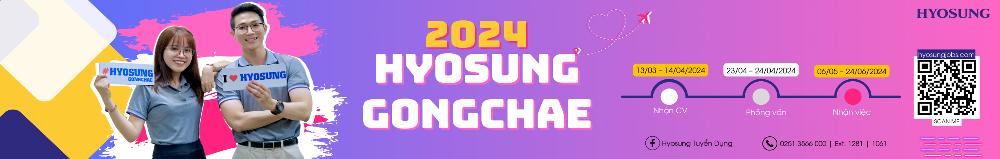 #HYOSUNG
GONGCHAE
I ❤ HYOSUNG
2024
HYOSUNG
GONGCHAE
HYOSUNG
13/03 – 14/04/2024
Nhận CV
23/04 – 24/04/2024
Phỏng vấn
06/05 – 24/06/2024
Nhận việc
hyosungjobs.com
SCAN ME
Hyosung Tuyển Dụng
0251 3566 000 | Ext: 1281 | 1061